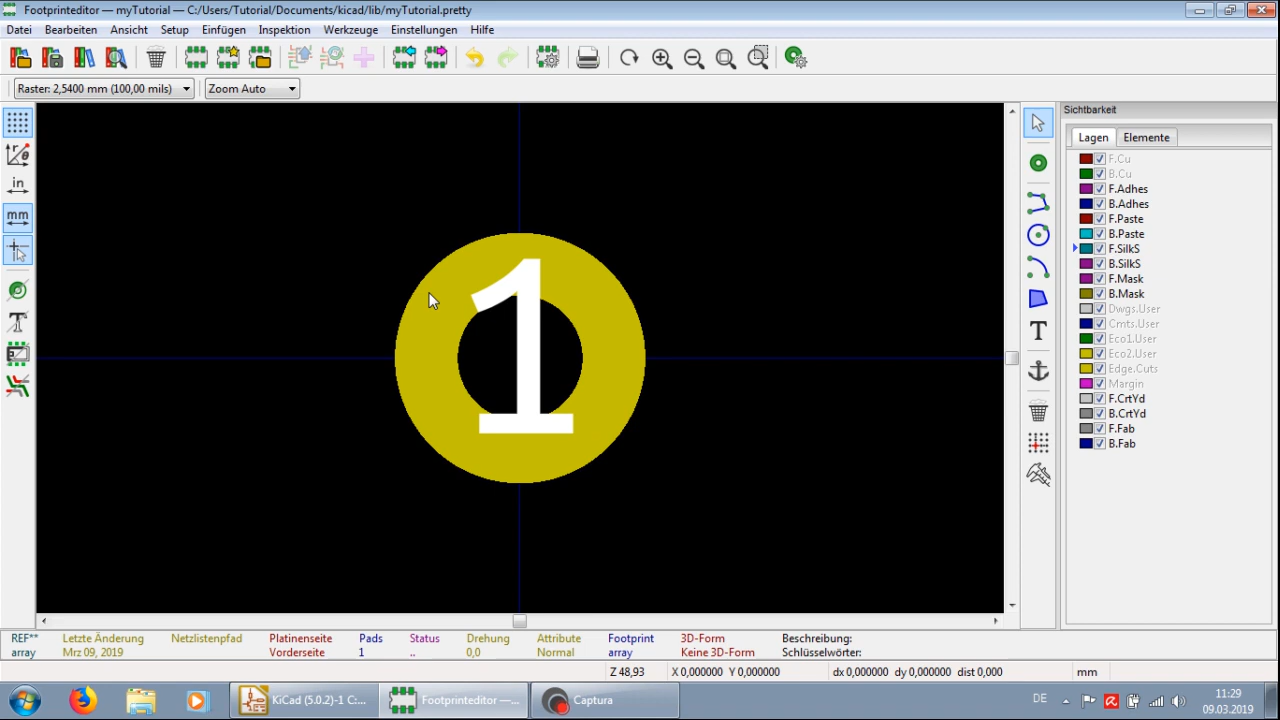 Footprinteditor — myTutorial — C:/Users/Tutorial/Documents/kicad/lib/myTutorial.pretty
Datei Bearbeiten Ansicht Setup Einfügen Inspektion Werkzeuge Einstellungen Hilfe
Raster: 2,5400 mm (100,00 mils) Zoom Auto
Sichtbarkeit
Lagen Elemente
F.Cu
B.Cu
F.Adhes
B.Adhes
F.Paste
B.Paste
F.SilkS
B.SilkS
F.Mask
B.Mask
Dwgs.User
Cmts.User
Eco1.User
Eco2.User
Edge.Cuts
Margin
F.CrtYd
B.CrtYd
F.Fab
B.Fab
in
mm
T
1
REF** Letzte Änderung Netzlistenpfad Platinenseite Pads Status Drehung Attribute Footprint 3D-Form Beschreibung:
array Mrz 09, 2019 Vorderseite 1 .. 0,0 Normal array Keine 3D-Form Schlüsselwörter:
Z 48,93 X 0,000000 Y 0,000000 dx 0,000000 dy 0,000000 dist 0,000 mm
KiCad (5.0.2)-1 C:... Footprinteditor —... Captura DE 11:29
09.03.2019